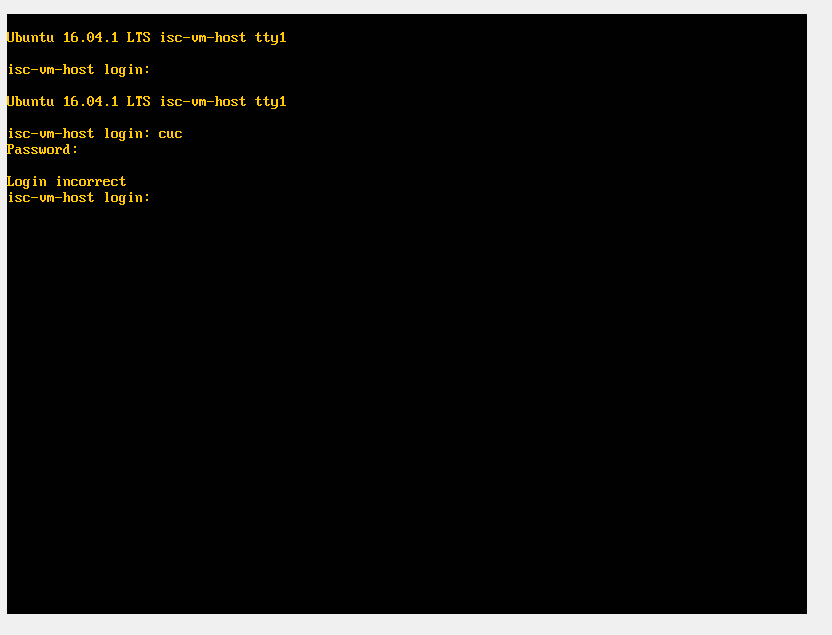 Ubuntu 16.04.1 LTS isc-vm-host tty1
isc-vm-host login:
Ubuntu 16.04.1 LTS isc-vm-host tty1
isc-vm-host login: cuc
Password:
Login incorrect
isc-vm-host login: